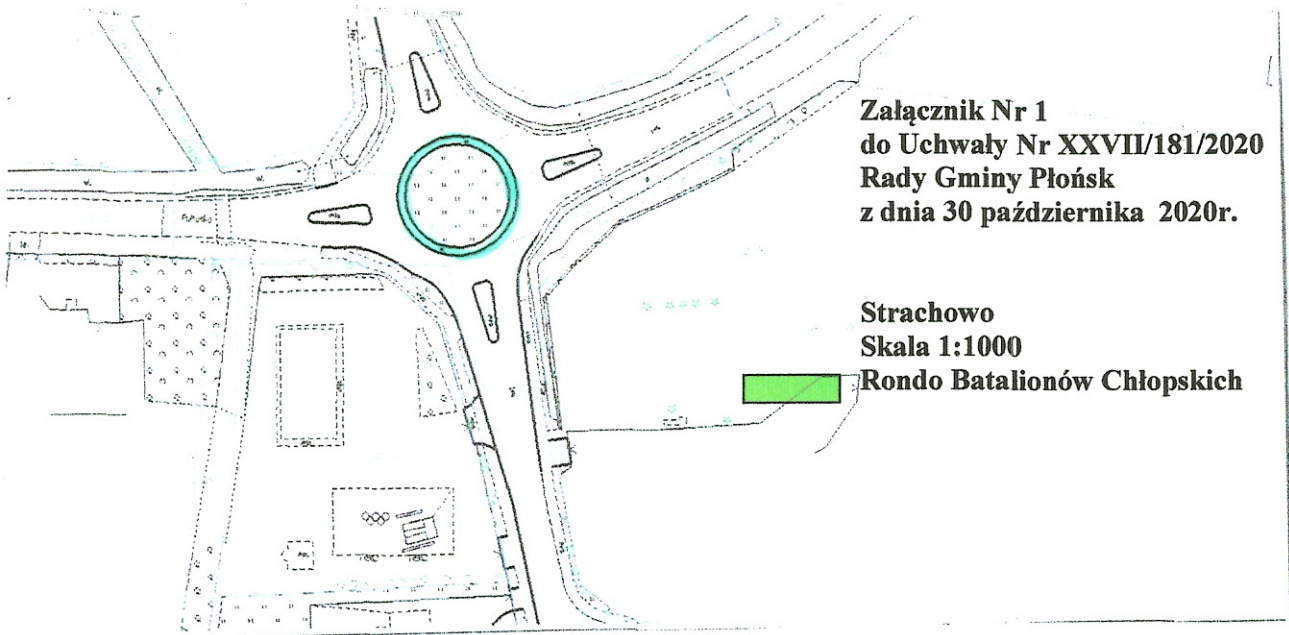 Załącznik Nr 1
do Uchwały Nr XXVII/181/2020
Rady Gminy Płońsk
z dnia 30 października 2020r.
Strachowo
Skala 1:1000
Rondo Batalionów Chłopskich